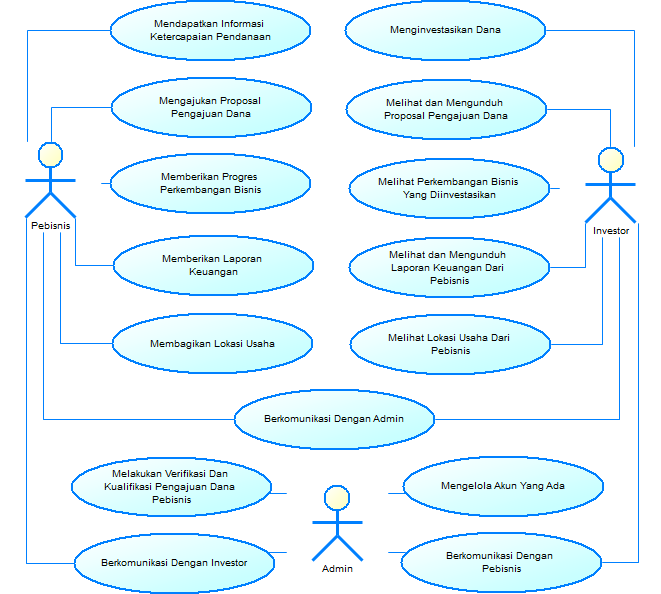 Mendapatkan Informasi
Ketercapaian Pendanaan
Menginvestasikan Dana
Mengajukan Proposal
Pengajuan Dana
Melihat dan Mengunduh
Proposal Pengajuan Dana
Memberikan Progres
Perkembangan Bisnis
Melihat Perkembangan Bisnis
Yang Diinvestasikan
Pebisnis
Investor
Memberikan Laporan
Keuangan
Melihat dan Mengunduh
Laporan Keuangan Dari
Pebisnis
Membagikan Lokasi Usaha
Melihat Lokasi Usaha Dari
Pebisnis
Berkomunikasi Dengan Admin
Melakukan Verifikasi Dan
Kualifikasi Pengajuan Dana
Pebisnis
Mengelola Akun Yang Ada
Berkomunikasi Dengan Investor
Admin
Berkomunikasi Dengan
Pebisnis